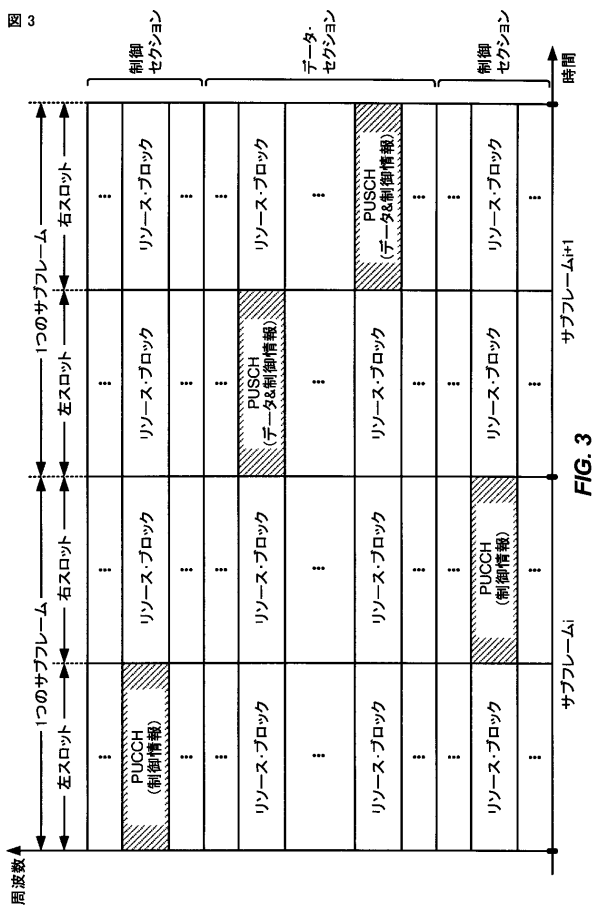 図 3
周波数
1つのサブフレーム
1つのサブフレーム
左スロット
右スロット
左スロット
右スロット
...
...
...
...
PUCCH
(制御情報)
リソース・ブロック
リソース・ブロック
リソース・ブロック
制御
セクション
...
...
...
...
...
...
...
...
リソース・ブロック
リソース・ブロック
PUSCH
(データ&制御情報)
リソース・ブロック
データ・
セクション
...
...
...
...
リソース・ブロック
リソース・ブロック
リソース・ブロック
PUSCH
(データ&制御情報)
...
...
...
...
...
...
...
...
リソース・ブロック
PUCCH
(制御情報)
リソース・ブロック
リソース・ブロック
制御
セクション
...
...
...
...
時間
サブフレームi
サブフレームi+1
FIG. 3